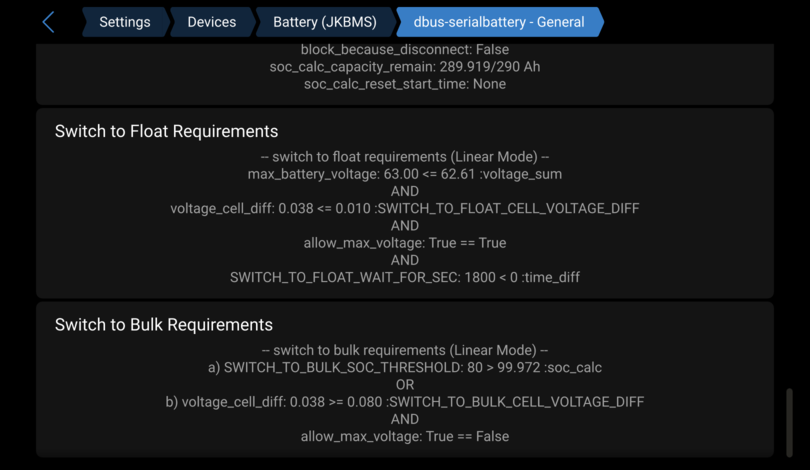 Settings
Devices
Battery (JKBMS)
dbus-serialbattery - General
block_because_disconnect: False
soc_calc_capacity_remain: 289.919/290 Ah
soc_calc_reset_start_time: None
Switch to Float Requirements
-- switch to float requirements (Linear Mode) --
max_battery_voltage: 63.00 <= 62.61 :voltage_sum
AND
voltage_cell_diff: 0.038 <= 0.010 :SWITCH_TO_FLOAT_CELL_VOLTAGE_DIFF
AND
allow_max_voltage: True == True
AND
SWITCH_TO_FLOAT_WAIT_FOR_SEC: 1800 < 0 :time_diff
Switch to Bulk Requirements
-- switch to bulk requirements (Linear Mode) --
a) SWITCH_TO_BULK_SOC_THRESHOLD: 80 > 99.972 :soc_calc
OR
b) voltage_cell_diff: 0.038 >= 0.080 :SWITCH_TO_BULK_CELL_VOLTAGE_DIFF
AND
allow_max_voltage: True == False